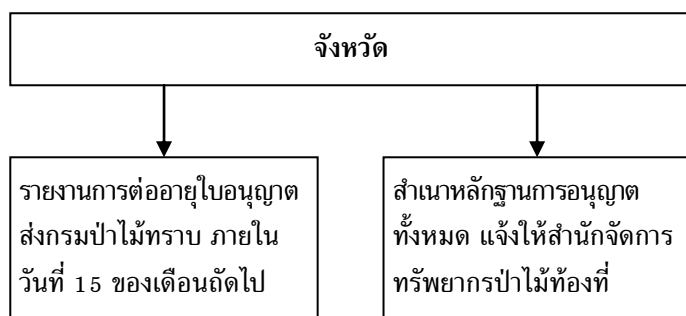 จังหวัด
รายงานการต่ออายุใบอนุญาต
ส่งกรมป่าไม้ทราบ ภายใน
วันที่ 15 ของเดือนถัดไป
สำเนาหลักฐานการอนุญาต
ทั้งหมด แจ้งให้สำนักจัดการ
ทรัพยากรป่าไม้ท้องที่